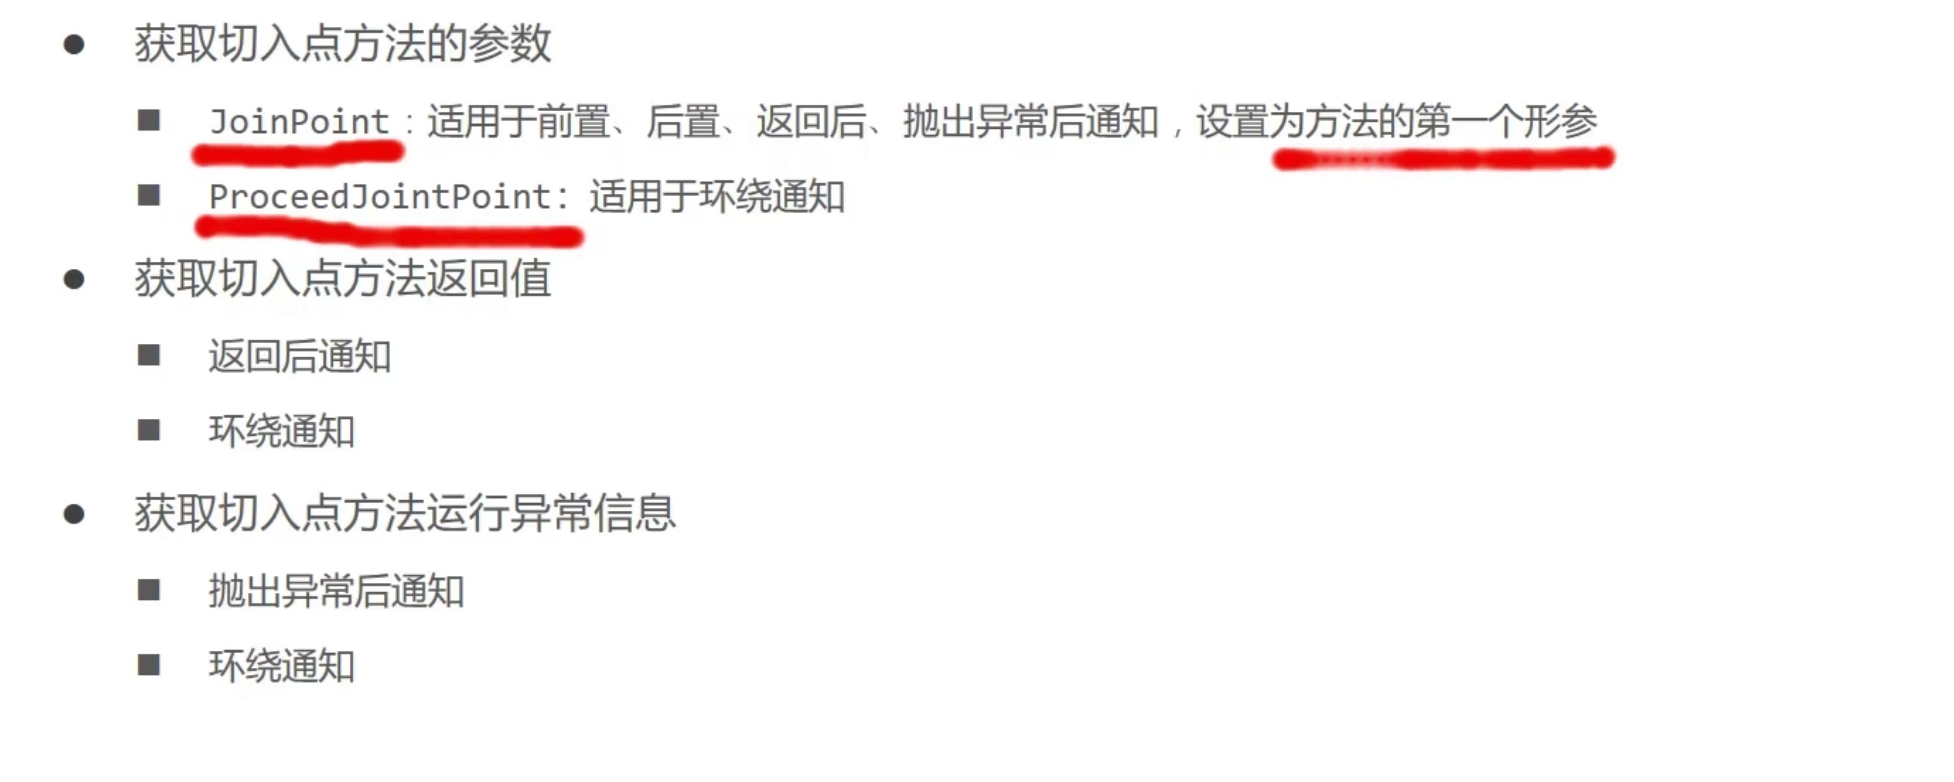 获取切入点方法的参数
JoinPoint：适用于前置、后置、返回后、抛出异常后通知，设置为方法的第一个形参
ProceedJointPoint: 适用于环绕通知
获取切入点方法返回值
返回后通知
环绕通知
获取切入点方法运行异常信息
抛出异常后通知
环绕通知